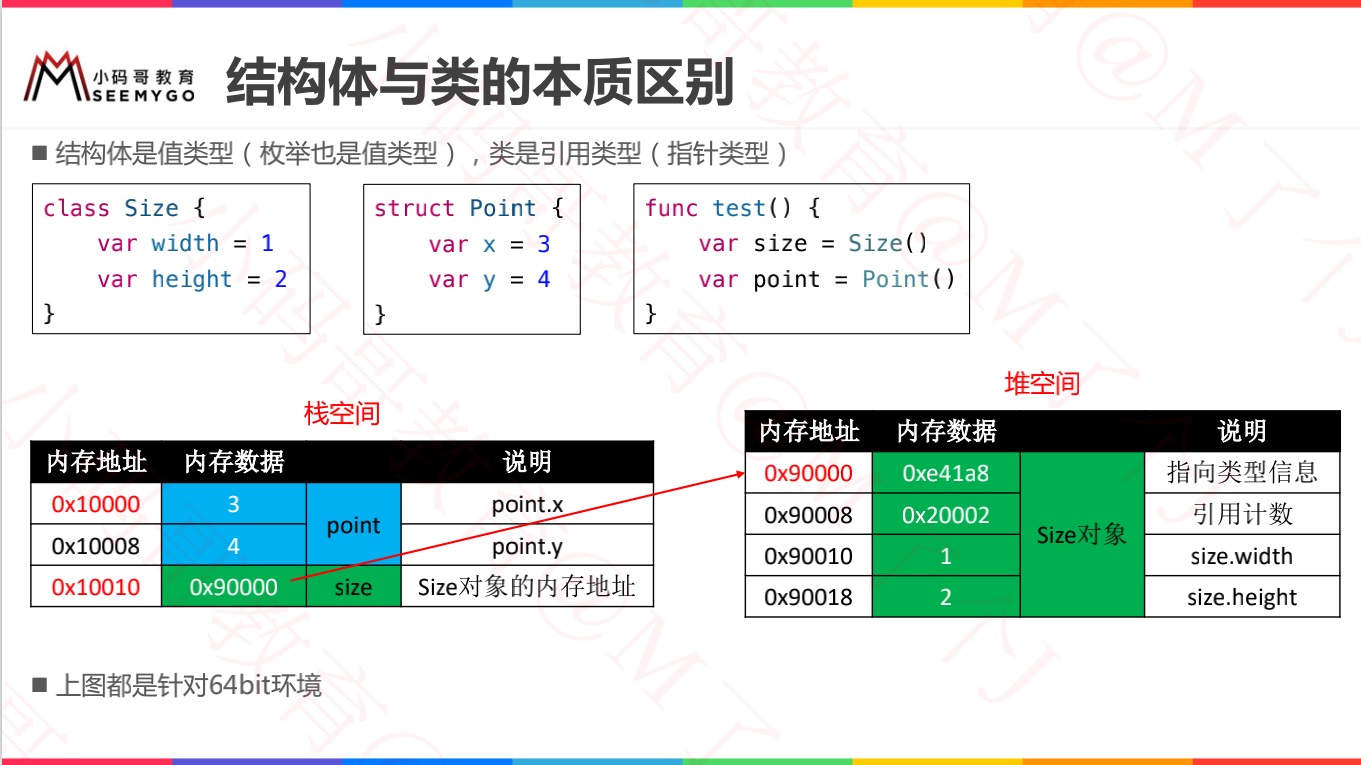 小码哥教育
SEEMYGO
结构体与类的本质区别
■ 结构体是值类型（枚举也是值类型），类是引用类型（指针类型）
class Size {
    var width = 1
    var height = 2
}
struct Point {
    var x = 3
    var y = 4
}
func test() {
    var size = Size()
    var point = Point()
}
栈空间
内存地址 内存数据 说明
0x10000 3 point point.x
0x10008 4 point.y
0x10010 0x90000 size Size对象的内存地址
堆空间
内存地址 内存数据 说明
0x90000 0xe41a8 Size对象 指向类型信息
0x90008 0x20002 引用计数
0x90010 1 size.width
0x90018 2 size.height
■ 上图都是针对64bit环境